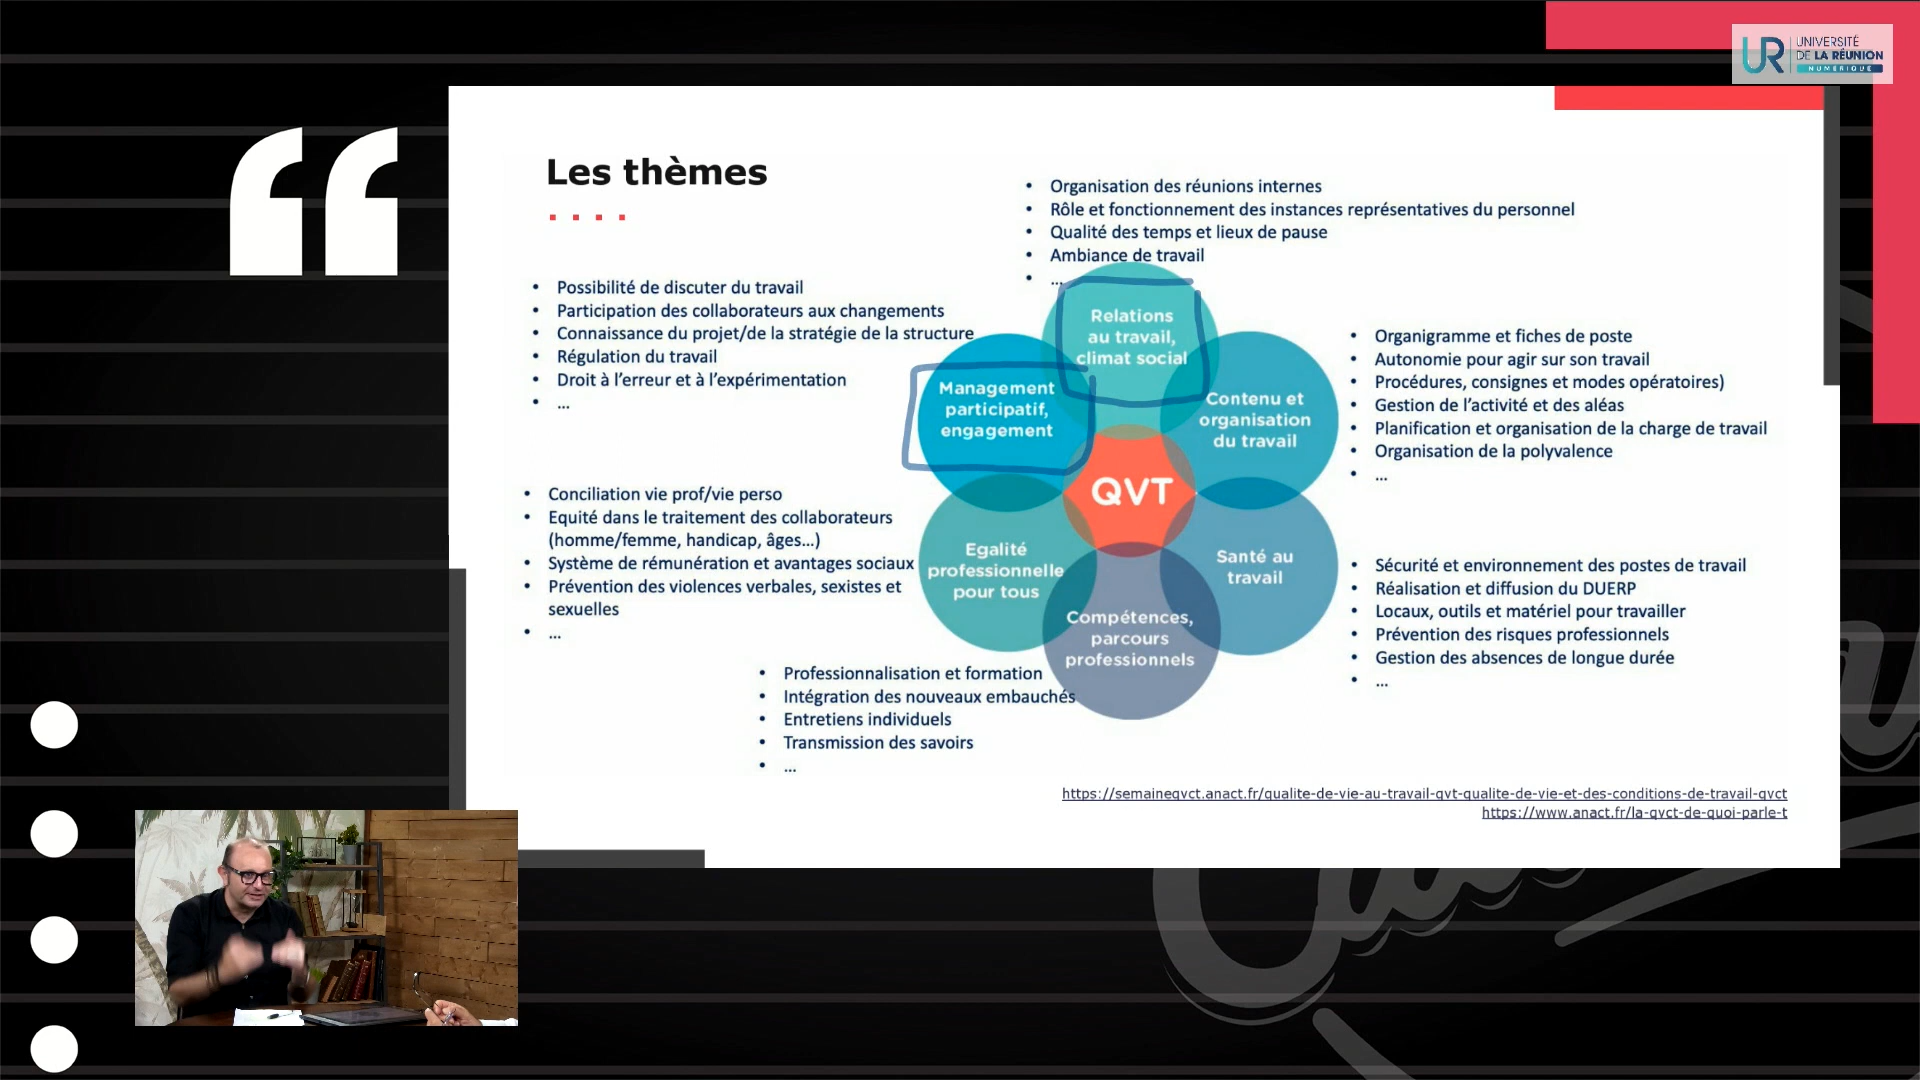 UR
UNIVERSITÉ
DE LA RÉUNION
NUMÉRIQUE
Les thèmes
• Organisation des réunions internes
• Rôle et fonctionnement des instances représentatives du personnel
• Qualité des temps et lieux de pause
• Ambiance de travail
• ...
• Possibilité de discuter du travail
• Participation des collaborateurs aux changements
• Connaissance du projet/de la stratégie de la structure
• Régulation du travail
• Droit à l’erreur et à l’expérimentation
• ...
Relations
au travail,
climat social
Management
participatif,
engagement
Contenu et
organisation
du travail
• Organigramme et fiches de poste
• Autonomie pour agir sur son travail
• Procédures, consignes et modes opératoires)
• Gestion de l’activité et des aléas
• Planification et organisation de la charge de travail
• Organisation de la polyvalence
• ...
QVT
• Conciliation vie prof/vie perso
• Equité dans le traitement des collaborateurs
(homme/femme, handicap, âges...)
• Système de rémunération et avantages sociaux
• Prévention des violences verbales, sexistes et
sexuelles
• ...
Egalité
professionnelle
pour tous
Santé au
travail
Compétences,
parcours
professionnels
• Sécurité et environnement des postes de travail
• Réalisation et diffusion du DUERP
• Locaux, outils et matériel pour travailler
• Prévention des risques professionnels
• Gestion des absences de longue durée
• ...
• Professionnalisation et formation
• Intégration des nouveaux embauchés
• Entretiens individuels
• Transmission des savoirs
• ...
https://semaineqvct.anact.fr/qualite-de-vie-au-travail-qvt-qualite-de-vie-et-des-conditions-de-travail-qvct
https://www.anact.fr/la-qvct-de-quoi-parle-t